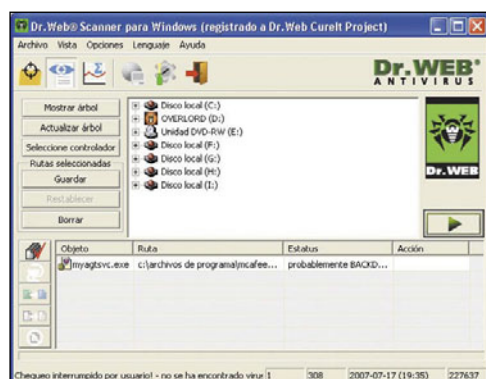 Dr.Web® Scanner para Windows (registrado a Dr.Web CureIt Project)
Archivo Vista Opciones Lenguaje Ayuda
Dr.WEB®
ANTIVIRUS
Mostrar árbol
Actualizar árbol
Seleccione controlador
Rutas seleccionadas
Guardar
Restablecer
Borrar
Disco local (C:)
OVERLORD (D:)
Unidad DVD-RW (E:)
Disco local (F:)
Disco local (G:)
Disco local (H:)
Disco local (I:)
Dr.WEB
Objeto Ruta Estatus Acción
myagtsvc.exe c:\archivos de programa\mcafee... probablemente BACKD...
Chequeo interrumpido por usuario! - no se ha encontrado virus 1 308 2007-07-17 (19:35) 227637